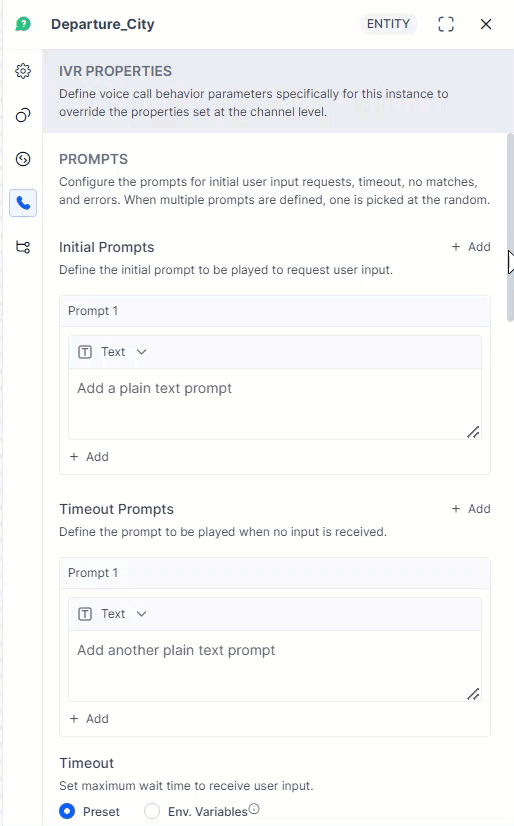 Departure_City
ENTITY
IVR PROPERTIES
Define voice call behavior parameters specifically for this instance to
override the properties set at the channel level.
PROMPTS
Configure the prompts for initial user input requests, timeout, no matches,
and errors. When multiple prompts are defined, one is picked at the random.
Initial Prompts
+ Add
Define the initial prompt to be played to request user input.
Prompt 1
T Text
Add a plain text prompt
+ Add
Timeout Prompts
+ Add
Define the prompt to be played when no input is received.
Prompt 1
T Text
Add another plain text prompt
+ Add
Timeout
Set maximum wait time to receive user input.
Preset
Env. Variables